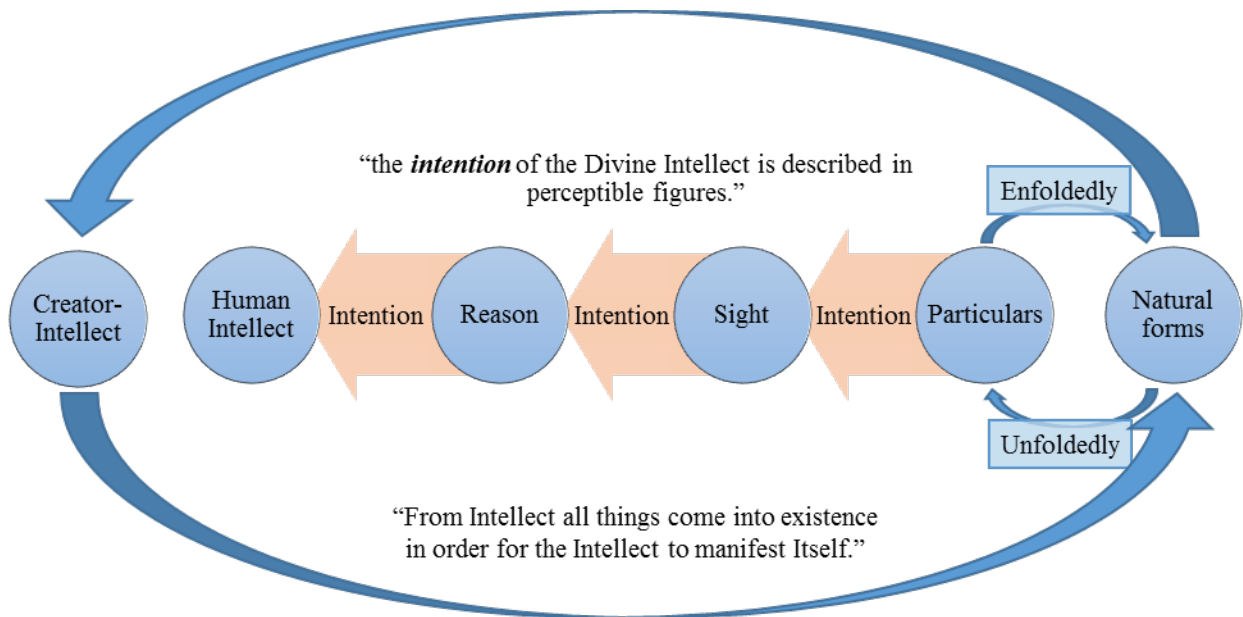 “the intention of the Divine Intellect is described in
perceptible figures.”
Enfoldedly
Creator-
Intellect
Human
Intellect
Intention
Reason
Intention
Sight
Intention
Particulars
Natural
forms
Unfoldedly
“From Intellect all things come into existence
in order for the Intellect to manifest Itself.”